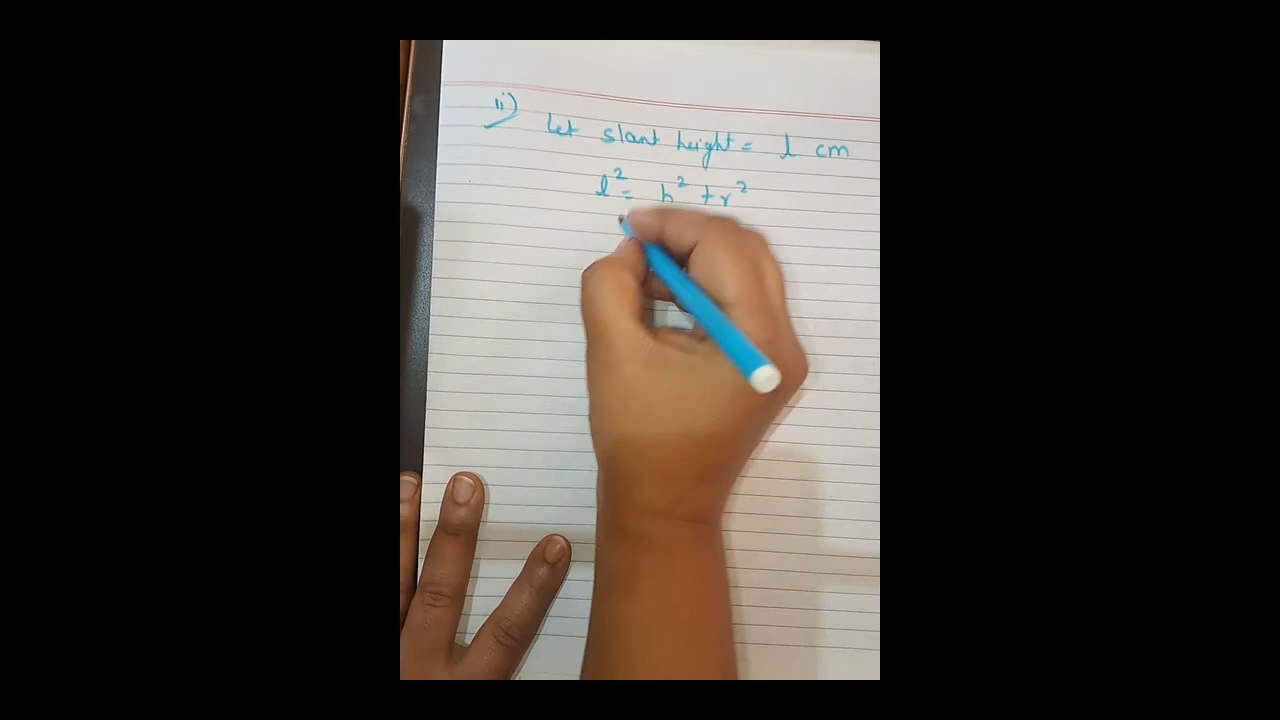 ii)
Let slant height = l cm
l² = h² + r²